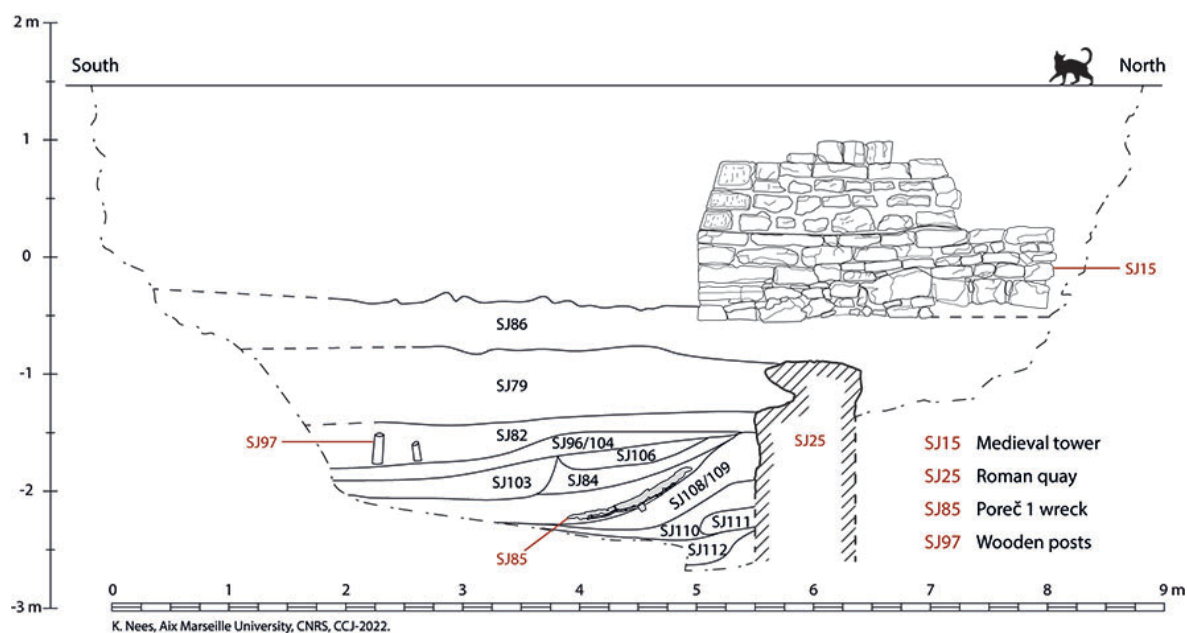 2 m
South
North
1
0
SJ15
SJ86
-1
SJ79
SJ97
SJ82
SJ96/104
SJ25
SJ15 Medieval tower
SJ106
SJ103
SJ84
SJ25 Roman quay
-2
SJ108/109
SJ85 Poreč 1 wreck
SJ110
SJ111
SJ97 Wooden posts
SJ85
SJ112
0 1 2 3 4 5 6 7 8 9 m
-3 m
K. Nees, Aix Marseille University, CNRS, CCJ-2022.